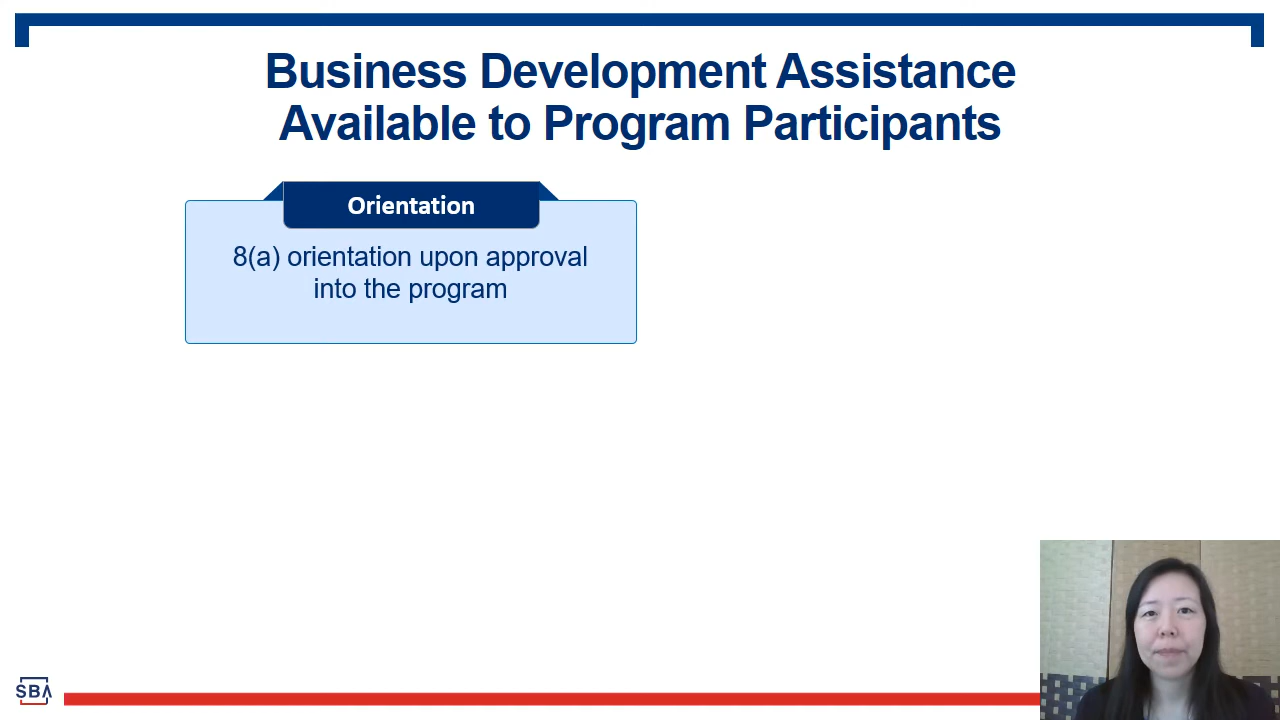 Business Development Assistance
Available to Program Participants
Orientation
8(a) orientation upon approval
into the program
SBA